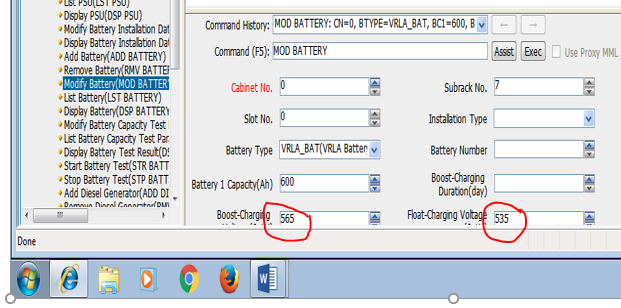 List PSU(LST PSU)
Display PSU(DSP PSU)
Modify Battery Installation Dat
Display Battery Installation Dat
Add Battery(ADD BATTERY)
Remove Battery(RMV BATTER
Modify Battery(MOD BATTER
List Battery(LST BATTERY)
Display Battery(DSP BATTERY
Modify Battery Capacity Test
List Battery Capacity Test Par
Display Battery Test Result(DS
Start Battery Test(STR BATT
Stop Battery Test(STP BATT
Add Diesel Generator(ADD DI
Remove Diesel Generator(RM
Command History: MOD BATTERY: CN=0, BTYPE=VRLA_BAT, BC1=600, B
Command (F5): MOD BATTERY Assist Exec Use Proxy MML
Cabinet No. 0 Subrack No. 7
Slot No. 0 Installation Type
Battery Type VRLA_BAT(VRLA Batter Battery Number
Battery 1 Capacity(Ah) 600 Boost-Charging
Duration(day)
Boost-Charging 565 Float-Charging Voltage 535
Done